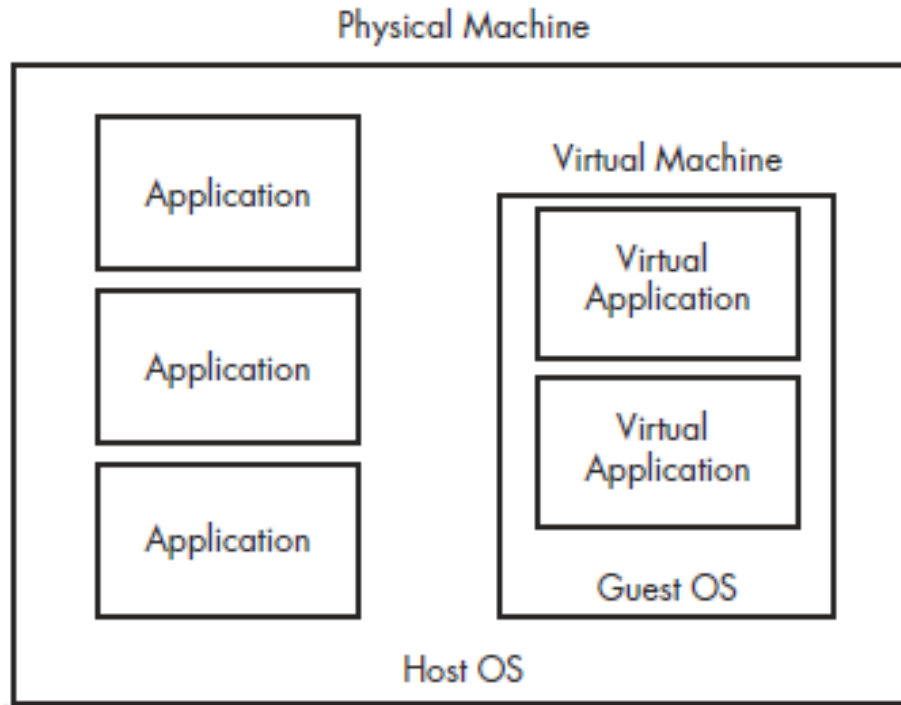 Physical Machine
Application
Application
Application
Virtual Machine
Virtual
Application
Virtual
Application
Guest OS
Host OS